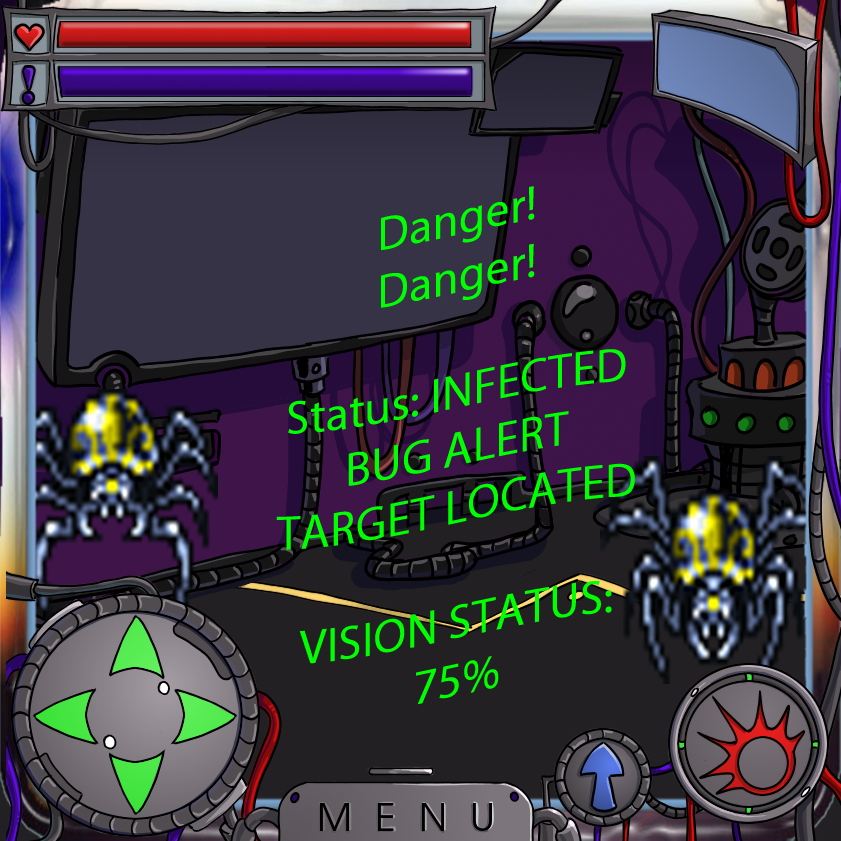 Danger!
Danger!
Status: INFECTED
BUG ALERT
TARGET LOCATED
VISION STATUS:
75%
MENU